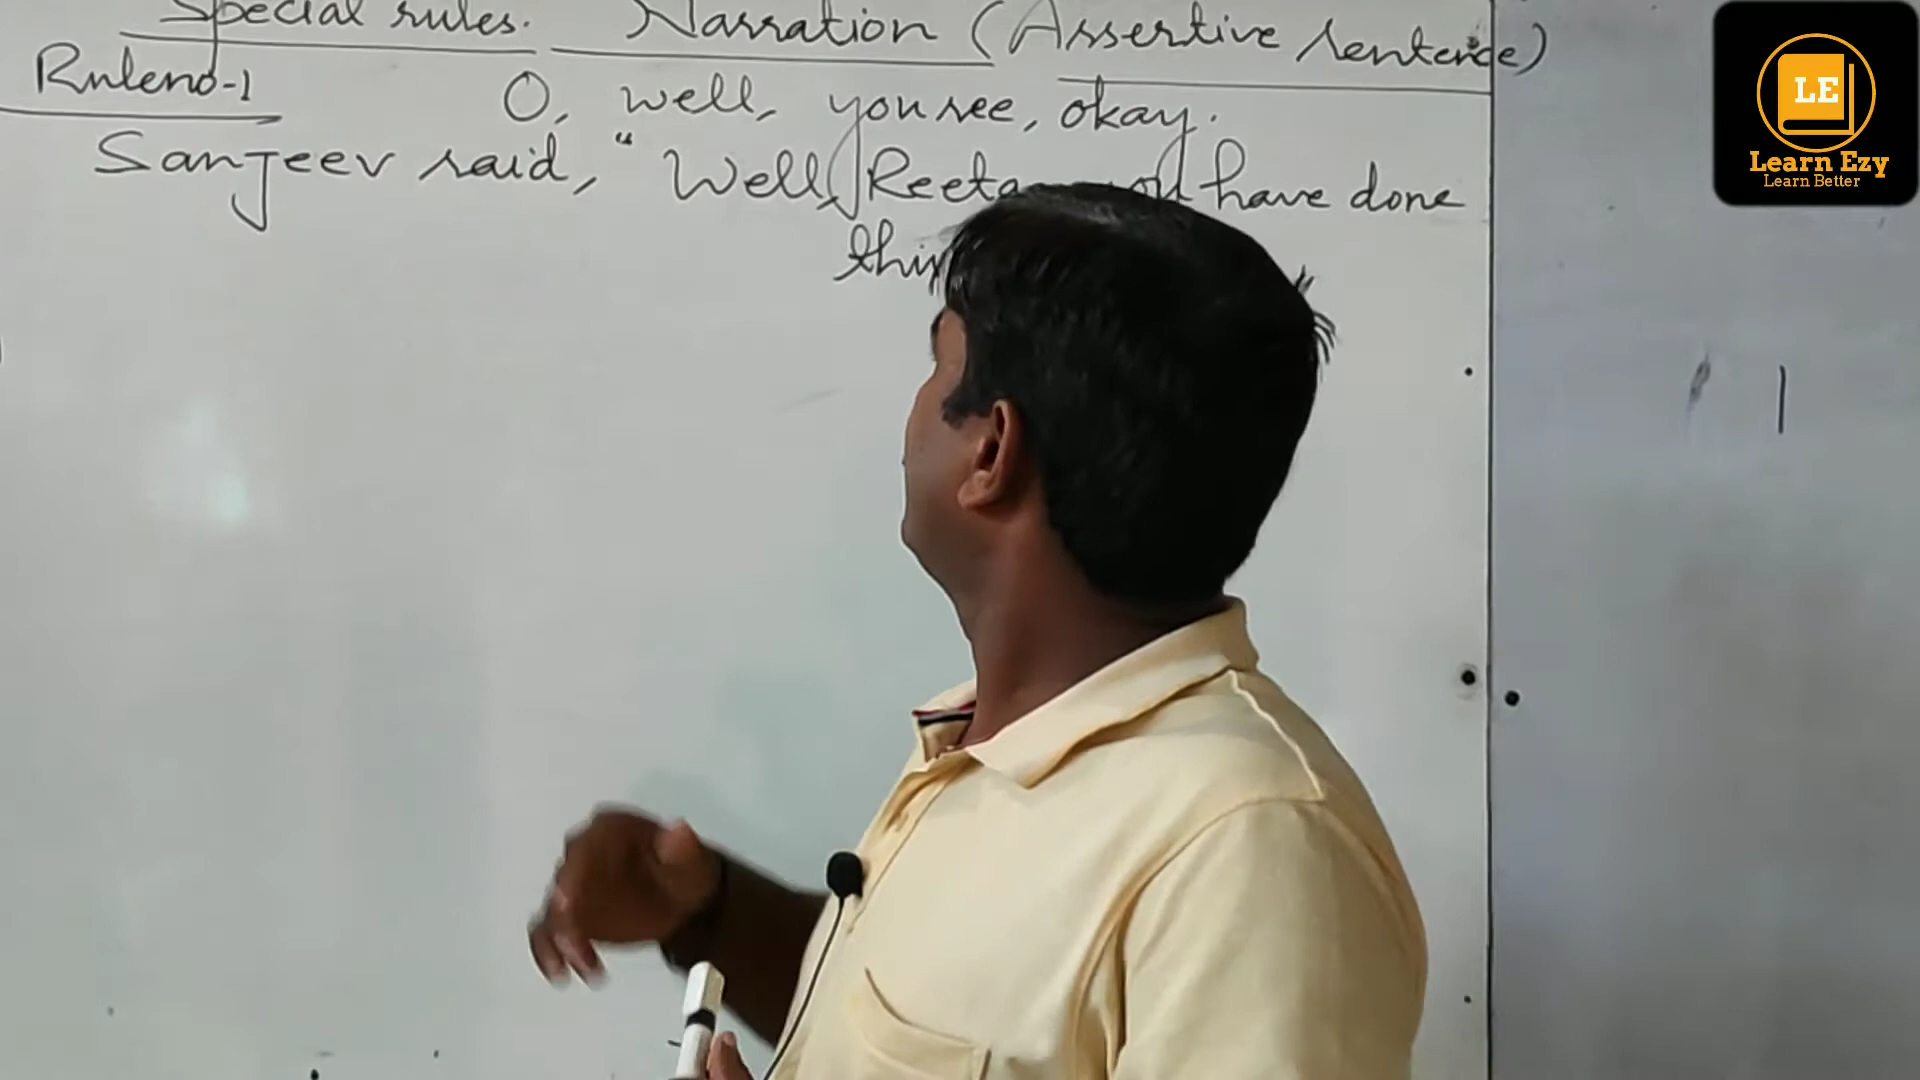 Special rules. Narration (Assertive sentence)
Rule no-1
O, well, you see, okay.
Sanjeev said, “Well, Reeta you have done
LE
Learn Ezy
Learn Better